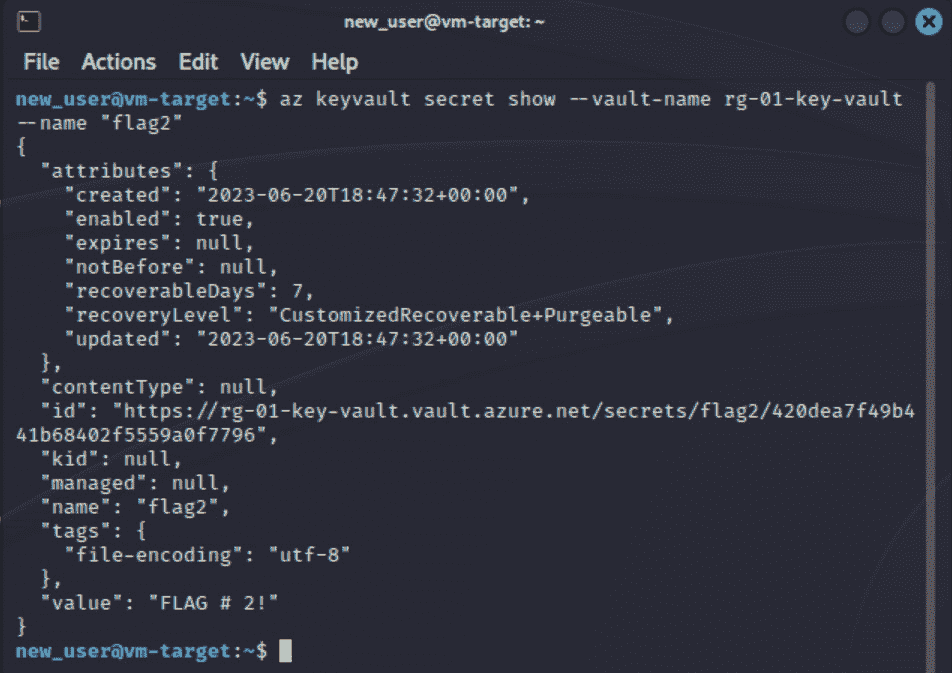 new_user@vm-target: ~
File Actions Edit View Help
new_user@vm-target:~$ az keyvault secret show --vault-name rg-01-key-vault
--name "flag2"
{
  "attributes": {
    "created": "2023-06-20T18:47:32+00:00",
    "enabled": true,
    "expires": null,
    "notBefore": null,
    "recoverableDays": 7,
    "recoveryLevel": "CustomizedRecoverable+Purgeable",
    "updated": "2023-06-20T18:47:32+00:00"
  },
  "contentType": null,
  "id": "https://rg-01-key-vault.vault.azure.net/secrets/flag2/420dea7f49b4
41b68402f5559a0f7796",
  "kid": null,
  "managed": null,
  "name": "flag2",
  "tags": {
    "file-encoding": "utf-8"
  },
  "value": "FLAG # 2!"
}
new_user@vm-target:~$